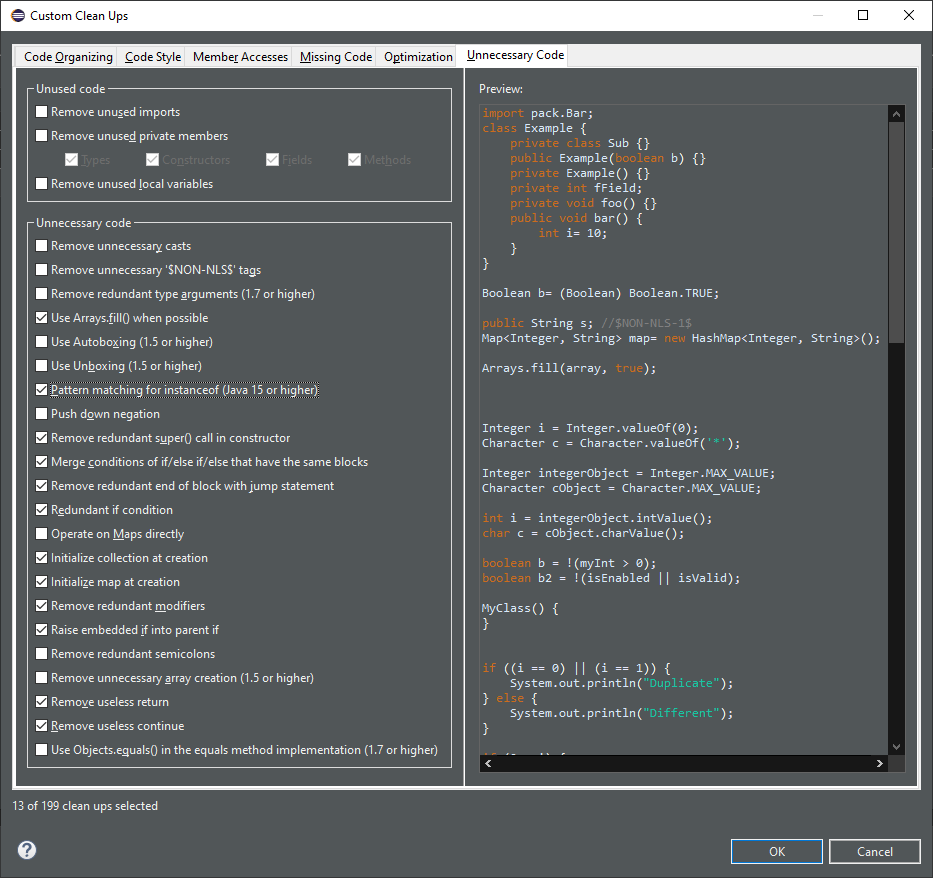 Custom Clean Ups
Code Organizing Code Style Member Accesses Missing Code Optimization Unnecessary Code
Unused code
Remove unused imports
Remove unused private members
Types Constructors Fields Methods
Remove unused local variables
Unnecessary code
Remove unnecessary casts
Remove unnecessary '$NON-NLS$' tags
Remove redundant type arguments (1.7 or higher)
Use Arrays.fill() when possible
Use Autoboxing (1.5 or higher)
Use Unboxing (1.5 or higher)
Pattern matching for instanceof (Java 15 or higher)
Push down negation
Remove redundant super() call in constructor
Merge conditions of if/else if/else that have the same blocks
Remove redundant end of block with jump statement
Redundant if condition
Operate on Maps directly
Initialize collection at creation
Initialize map at creation
Remove redundant modifiers
Raise embedded if into parent if
Remove redundant semicolons
Remove unnecessary array creation (1.5 or higher)
Remove useless return
Remove useless continue
Use Objects.equals() in the equals method implementation (1.7 or higher)
Preview:
import pack.Bar;
class Example {
    private class Sub {}
    public Example(boolean b) {}
    private Example() {}
    private int fField;
    private void foo() {}
    public void bar() {
        int i= 10;
    }
}
Boolean b= (Boolean) Boolean.TRUE;
public String s; //$NON-NLS-1$
Map<Integer, String> map= new HashMap<Integer, String>();
Arrays.fill(array, true);
Integer i = Integer.valueOf(0);
Character c = Character.valueOf('*');
Integer integerObject = Integer.MAX_VALUE;
Character cObject = Character.MAX_VALUE;
int i = integerObject.intValue();
char c = cObject.charValue();
boolean b = !(myInt > 0);
boolean b2 = !(isEnabled || isValid);
MyClass() {
}
if ((i == 0) || (i == 1)) {
    System.out.println("Duplicate");
} else {
    System.out.println("Different");
}
13 of 199 clean ups selected
?
OK Cancel